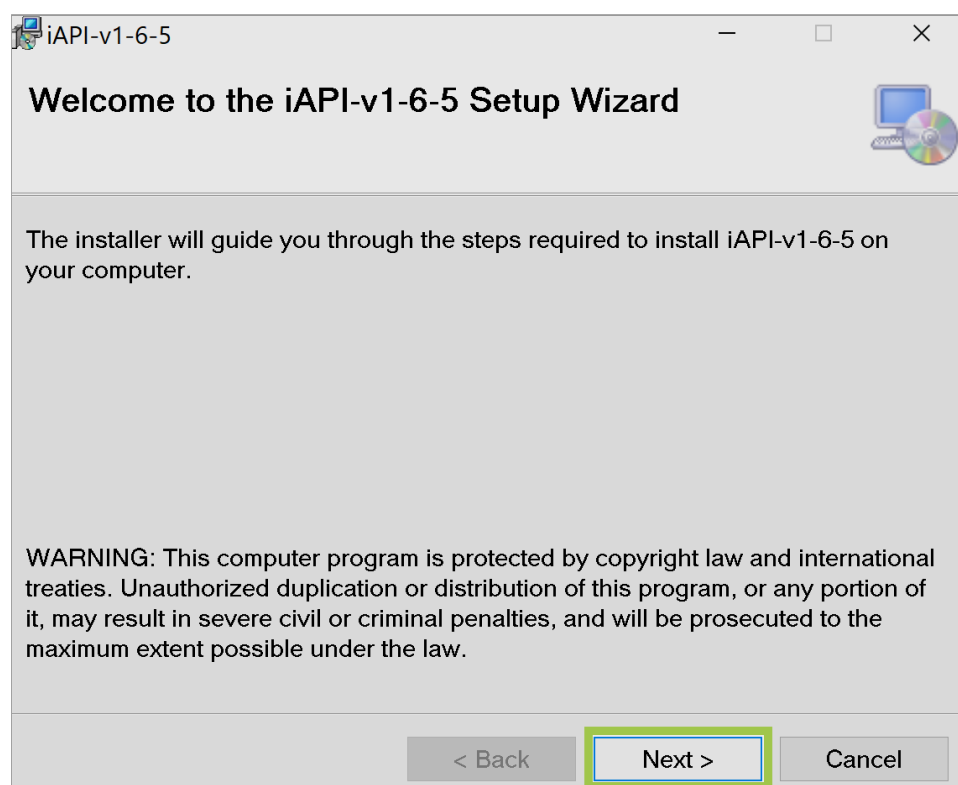 iAPI-v1-6-5
Welcome to the iAPI-v1-6-5 Setup Wizard
The installer will guide you through the steps required to install iAPI-v1-6-5 on
your computer.
WARNING: This computer program is protected by copyright law and international
treaties. Unauthorized duplication or distribution of this program, or any portion of
it, may result in severe civil or criminal penalties, and will be prosecuted to the
maximum extent possible under the law.
< Back Next > Cancel